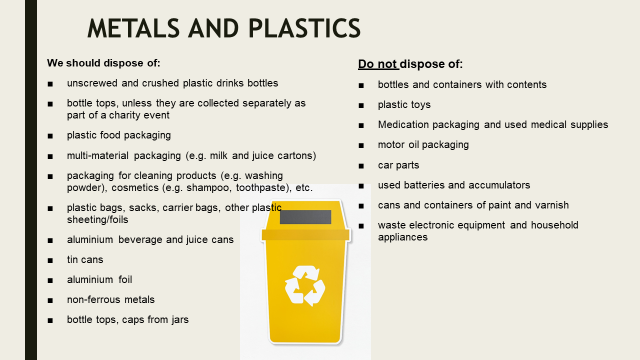 METALS AND PLASTICS
We should dispose of:
■ unscrewed and crushed plastic drinks bottles
■ bottle tops, unless they are collected separately as
part of a charity event
■ plastic food packaging
■ multi-material packaging (e.g. milk and juice cartons)
■ packaging for cleaning products (e.g. washing
powder), cosmetics (e.g. shampoo, toothpaste), etc.
■ plastic bags, sacks, carrier bags, other plastic
sheeting/foils
■ aluminium beverage and juice cans
■ tin cans
■ aluminium foil
■ non-ferrous metals
■ bottle tops, caps from jars
Do not dispose of:
■ bottles and containers with contents
■ plastic toys
■ Medication packaging and used medical supplies
■ motor oil packaging
■ car parts
■ used batteries and accumulators
■ cans and containers of paint and varnish
■ waste electronic equipment and household
appliances